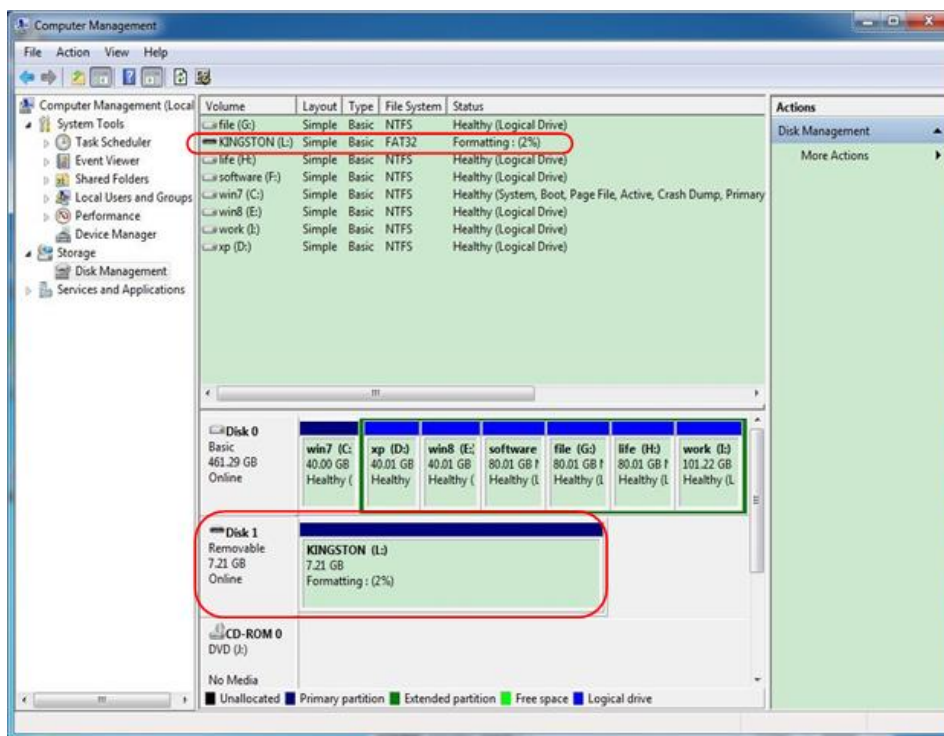 Computer Management
File Action View Help
Computer Management (Local
System Tools
Task Scheduler
Event Viewer
Shared Folders
Local Users and Groups
Performance
Device Manager
Storage
Disk Management
Services and Applications
Volume Layout Type File System Status
file (G:) Simple Basic NTFS Healthy (Logical Drive)
KINGSTON (L:) Simple Basic FAT32 Formatting : (2%)
life (H:) Simple Basic NTFS Healthy (Logical Drive)
software (F:) Simple Basic NTFS Healthy (Logical Drive)
win7 (C:) Simple Basic NTFS Healthy (System, Boot, Page File, Active, Crash Dump, Primary
win8 (E:) Simple Basic NTFS Healthy (Logical Drive)
work (I:) Simple Basic NTFS Healthy (Logical Drive)
xp (D:) Simple Basic NTFS Healthy (Logical Drive)
Actions
Disk Management
More Actions
Disk 0
Basic
461.29 GB
Online
win7 (C: xp (D:) win8 (E: software file (G:) life (H:) work (I:)
40.00 GB 40.01 GB 40.01 GB 80.01 GB N 80.01 GB N 80.01 GB N 101.22 GB
Healthy ( Healthy Healthy ( Healthy (L Healthy (L Healthy (L Healthy (L
Disk 1
Removable
7.21 GB
Online
KINGSTON (L:)
7.21 GB
Formatting : (2%)
CD-ROM 0
DVD (J:)
No Media
Unallocated Primary partition Extended partition Free space Logical drive